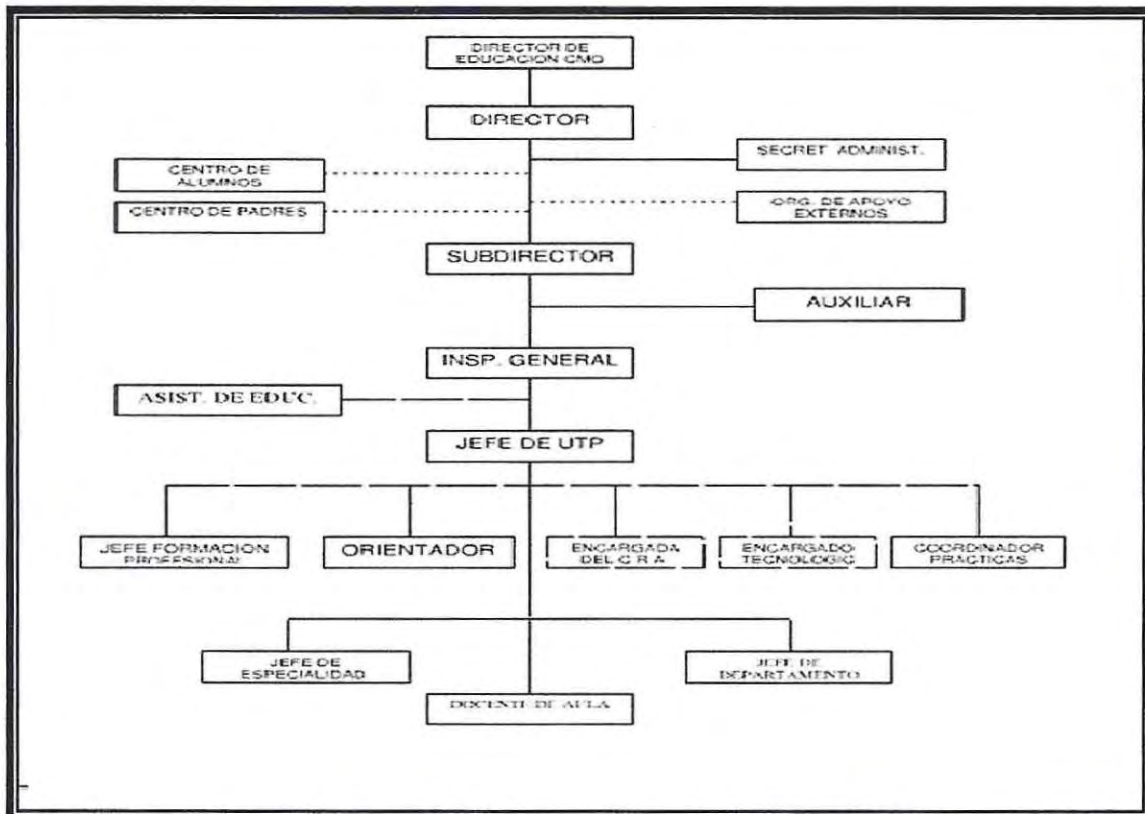 DIRECTOR DE
EDUCACION CMQ
DIRECTOR
SECRET ADMINIST.
CENTRO DE
ALUMNOS
CENTRO DE PADRES
ORG. DE APOYO
EXTERNOS
SUBDIRECTOR
AUXILIAR
INSP. GENERAL
ASIST. DE EDUC.
JEFE DE UTP
JEFE FORMACION
PROFESIONAL
ORIENTADOR
ENCARGADA
DEL C R A
ENCARGADO
TECNOLOGIC
COORDINADOR
PRACTICAS
JEFE DE
ESPECIALIDAD
JEFE DE
DEPARTAMENTO
DOCENTE DE AULA